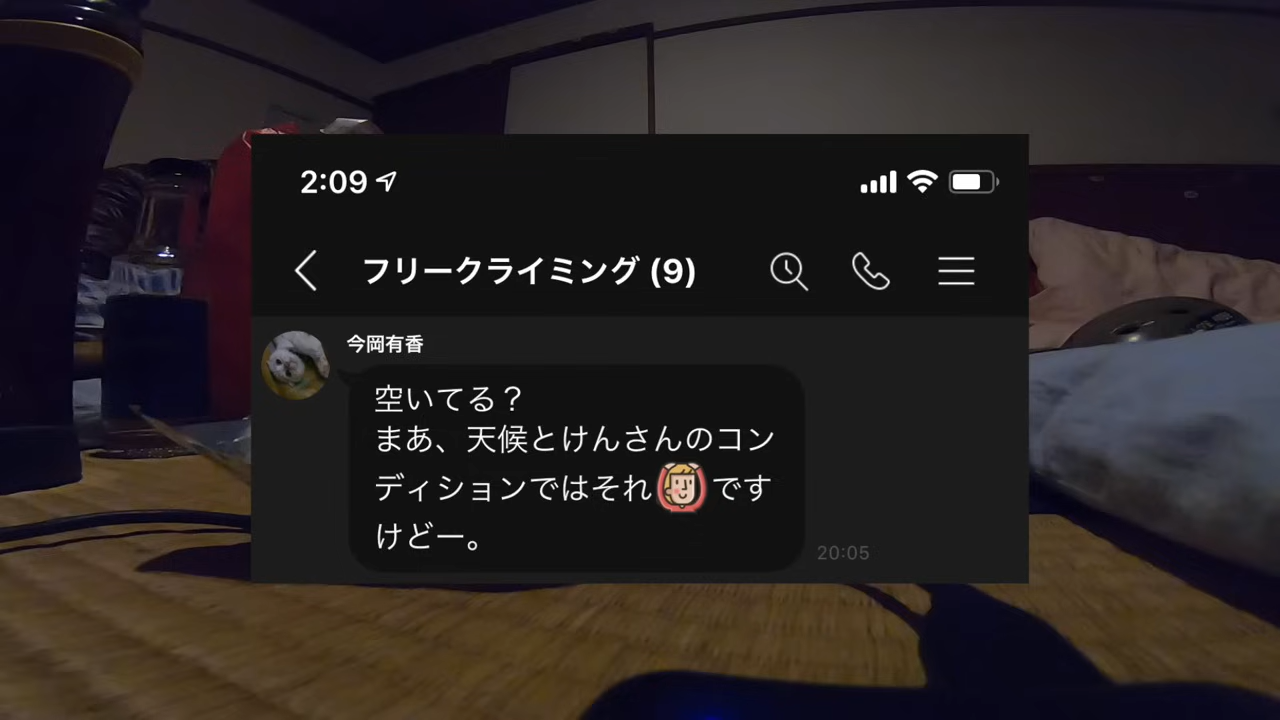 2:09
フリークライミング (9)
今岡有香
空いてる？
まあ、天候とけんさんのコン
ディションではそれですけどー。
20:05